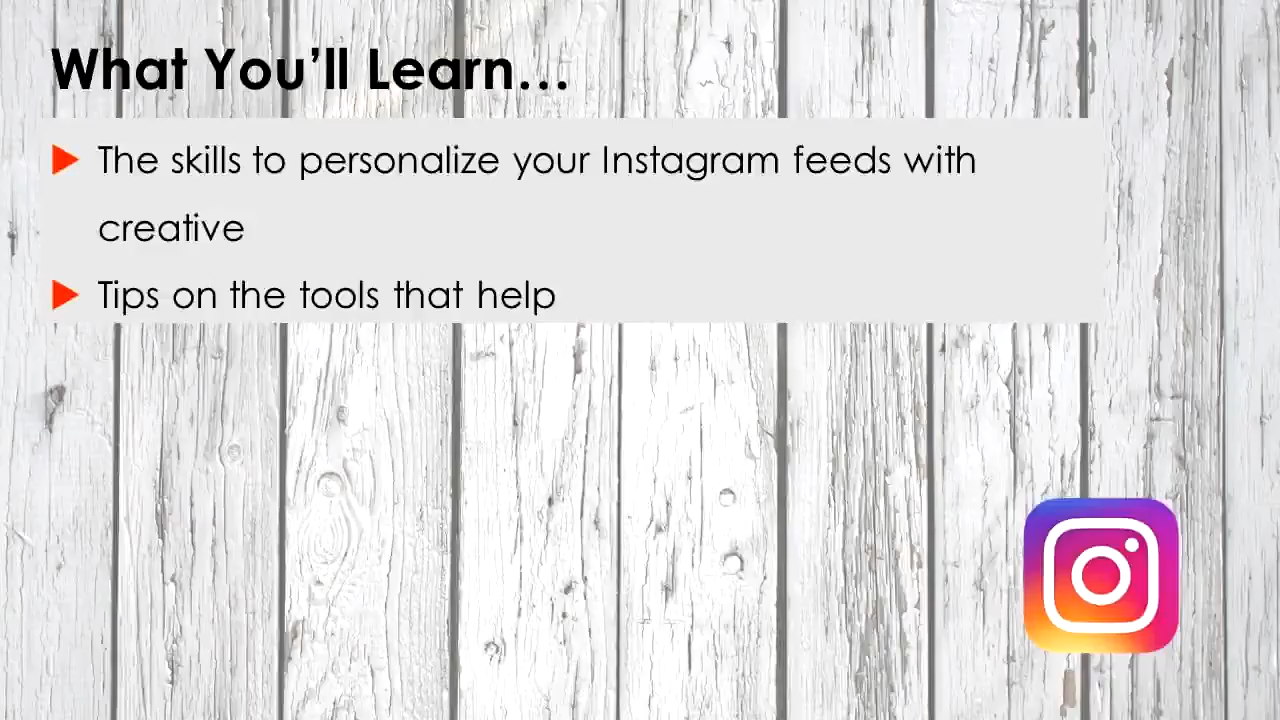 What You’ll Learn…
The skills to personalize your Instagram feeds with
creative
Tips on the tools that help